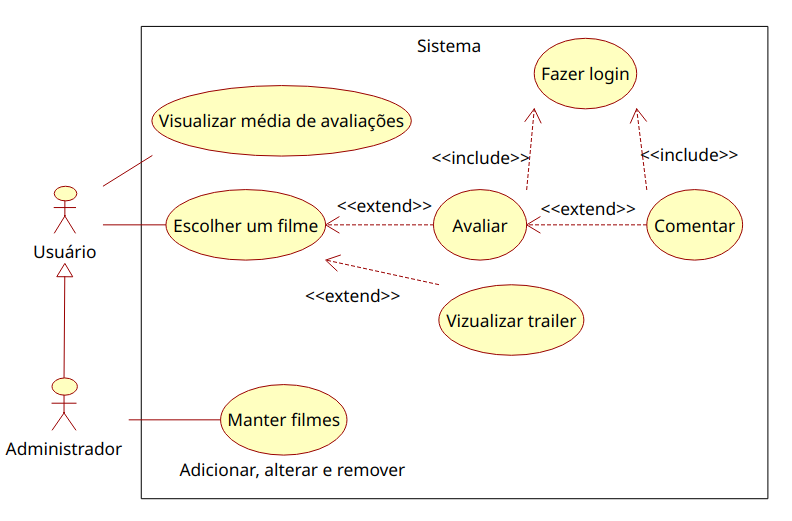 Sistema
Fazer login
Visualizar média de avaliações
<<include>>
<<include>>
<<extend>>
<<extend>>
Escolher um filme
Avaliar
Comentar
Usuário
<<extend>>
Vizualizar trailer
Manter filmes
Administrador
Adicionar, alterar e remover